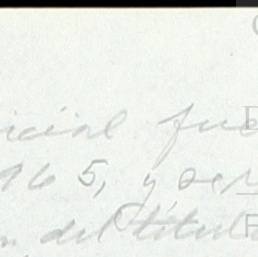 icial fue
965, y se
n del títul